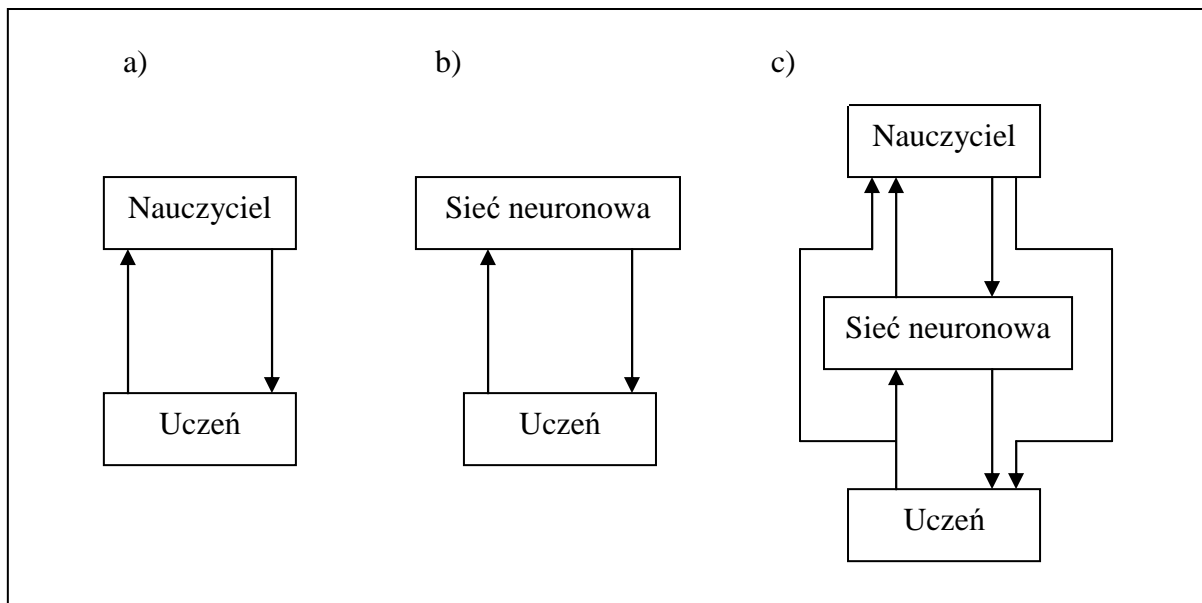 a)
Nauczyciel
Uczeń
b)
Sieć neuronowa
Uczeń
c)
Nauczyciel
Sieć neuronowa
Uczeń